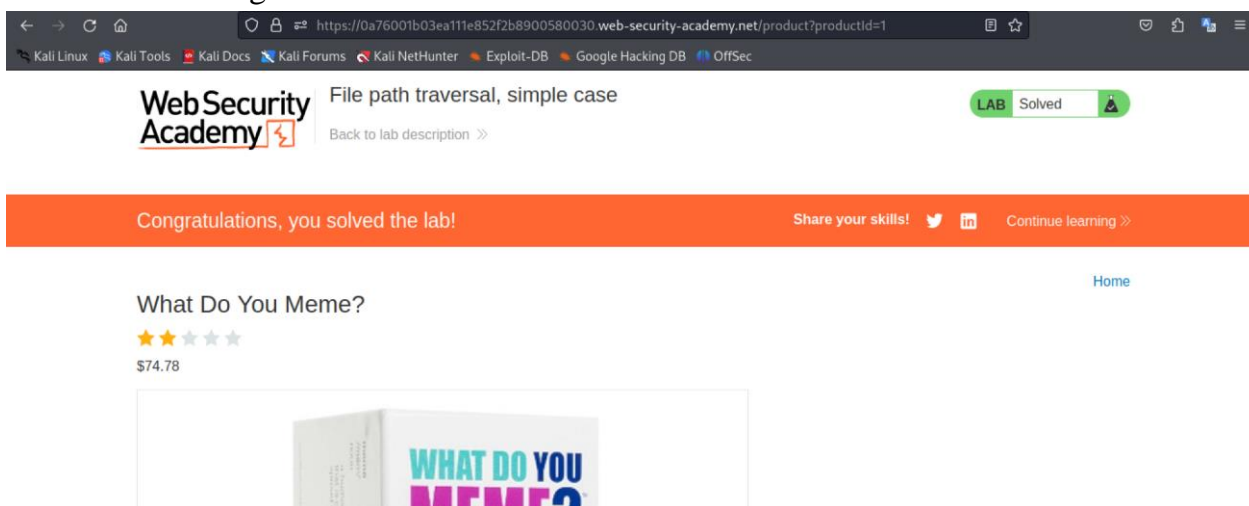 https://0a76001b03ea111e852f2b8900580030.web-security-academy.net/product?productId=1
Kali Linux Kali Tools Kali Docs Kali Forums Kali NetHunter Exploit-DB Google Hacking DB OffSec
Web Security Academy
File path traversal, simple case
LAB Solved
Back to lab description
Congratulations, you solved the lab!
Share your skills! Continue learning
Home
What Do You Meme?
$74.78
WHAT DO YOU
MEME?